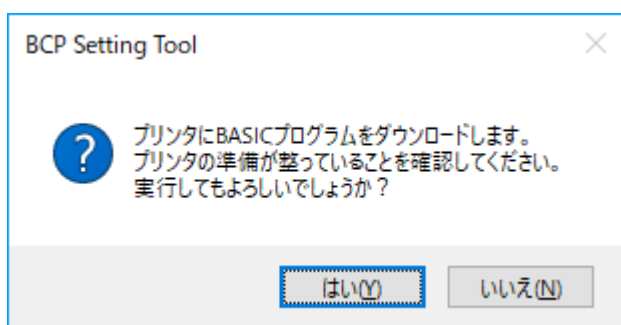 BCP Setting Tool
プリンタにBASICプログラムをダウンロードします。
プリンタの準備が整っていることを確認してください。
実行してもよろしいでしょうか？
はい(Y)
いいえ(N)